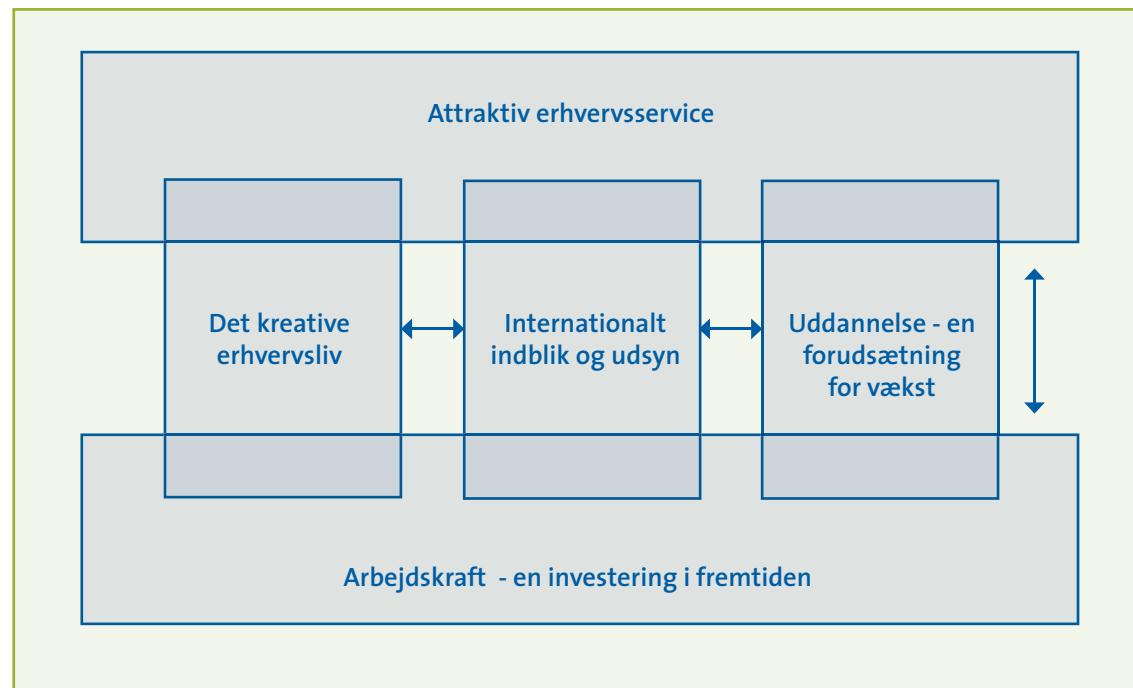 Attraktiv erhvervsservice
Det kreative
erhvervsliv
Internationalt
indblik og udsyn
Uddannelse - en
forudsætning
for vækst
Arbejdskraft  - en investering i fremtiden